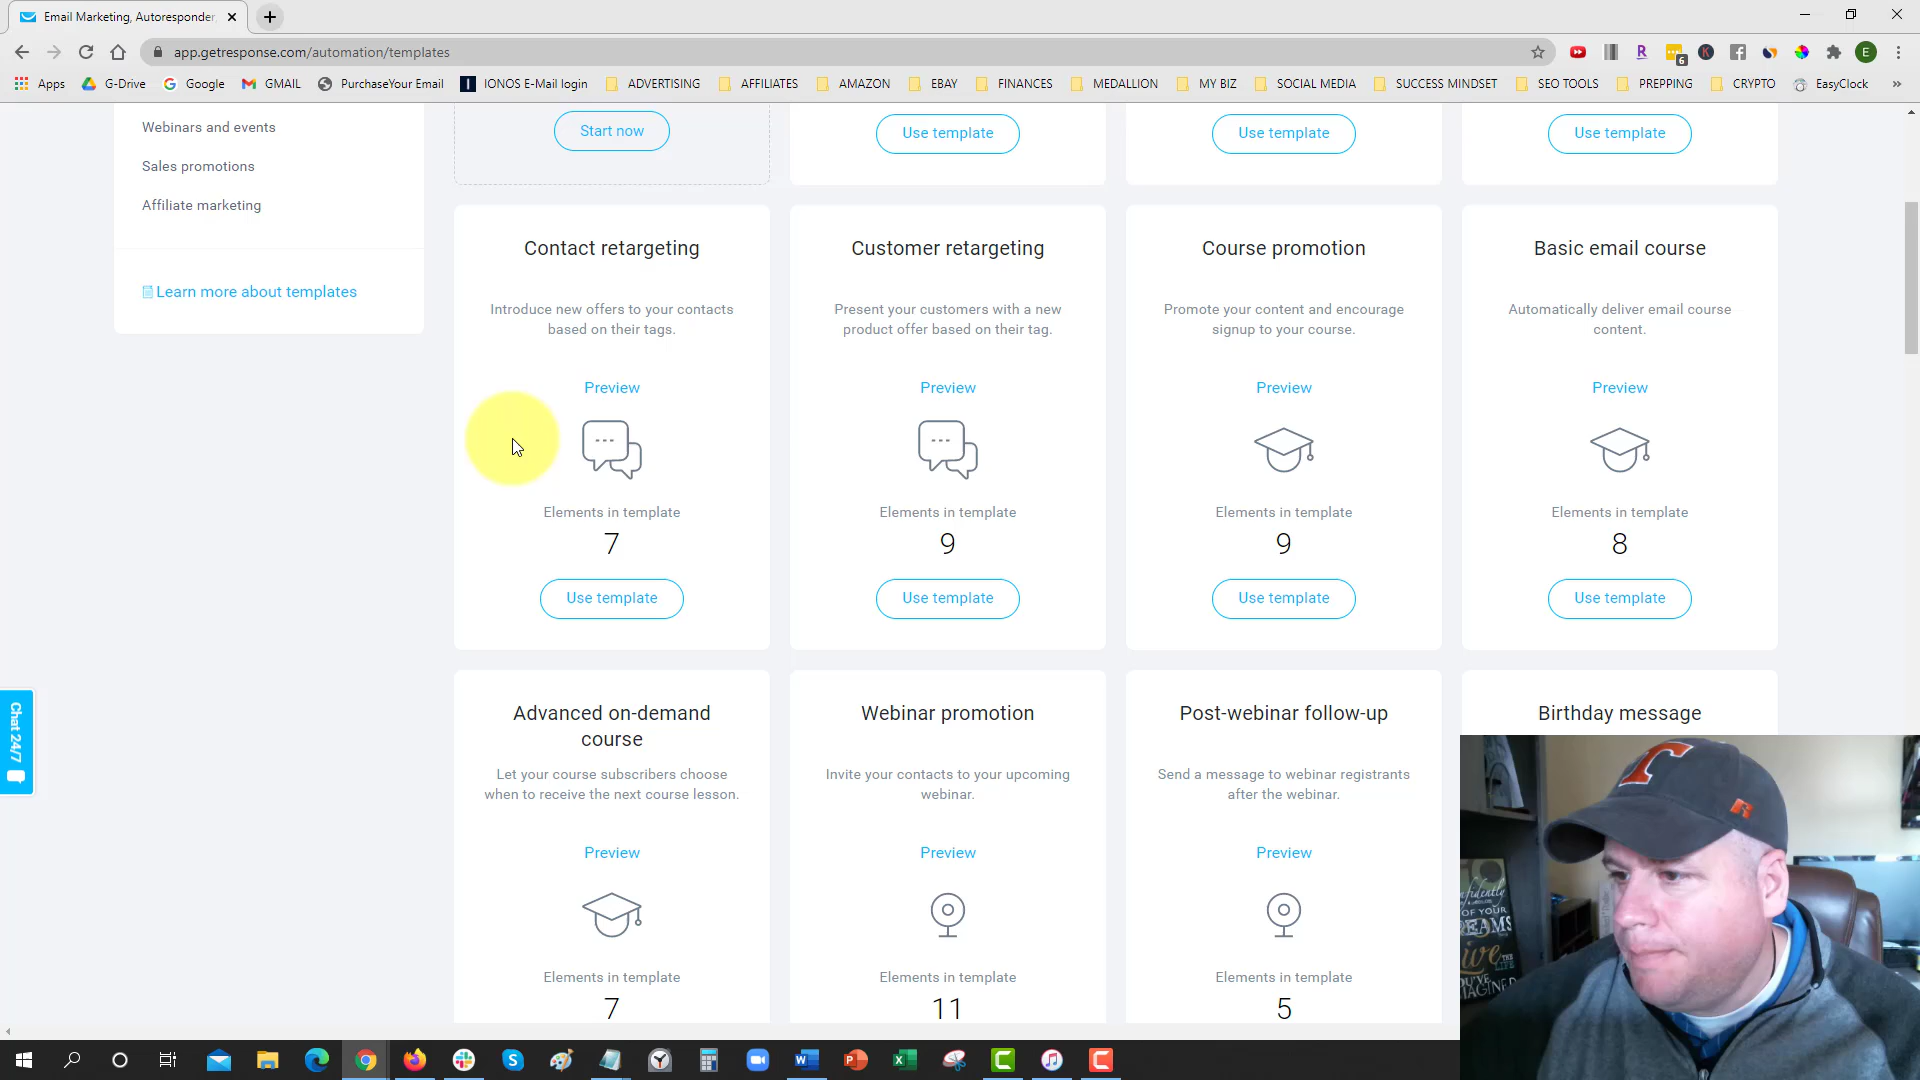 Email Marketing, Autoresponder
app.getresponse.com/automation/templates
6
E
Apps
G-Drive
Google
GMAIL
PurchaseYour Email
IONOS E-Mail login
ADVERTISING
AFFILIATES
AMAZON
EBAY
FINANCES
MEDALLION
MY BIZ
SOCIAL MEDIA
SUCCESS MINDSET
SEO TOOLS
PREPPING
CRYPTO
EasyClock
Webinars and events
Sales promotions
Affiliate marketing
Learn more about templates
Start now
Use template
Use template
Use template
Contact retargeting
Introduce new offers to your contacts
based on their tags.
Preview
Elements in template
7
Use template
Customer retargeting
Present your customers with a new
product offer based on their tag.
Preview
Elements in template
9
Use template
Course promotion
Promote your content and encourage
signup to your course.
Preview
Elements in template
9
Use template
Basic email course
Automatically deliver email course
content.
Preview
Elements in template
8
Use template
Advanced on-demand
course
Let your course subscribers choose
when to receive the next course lesson.
Preview
Elements in template
7
Webinar promotion
Invite your contacts to your upcoming
webinar.
Preview
Elements in template
11
Post-webinar follow-up
Send a message to webinar registrants
after the webinar.
Preview
Elements in template
5
Birthday message
Chat 24/7
OF YOUR